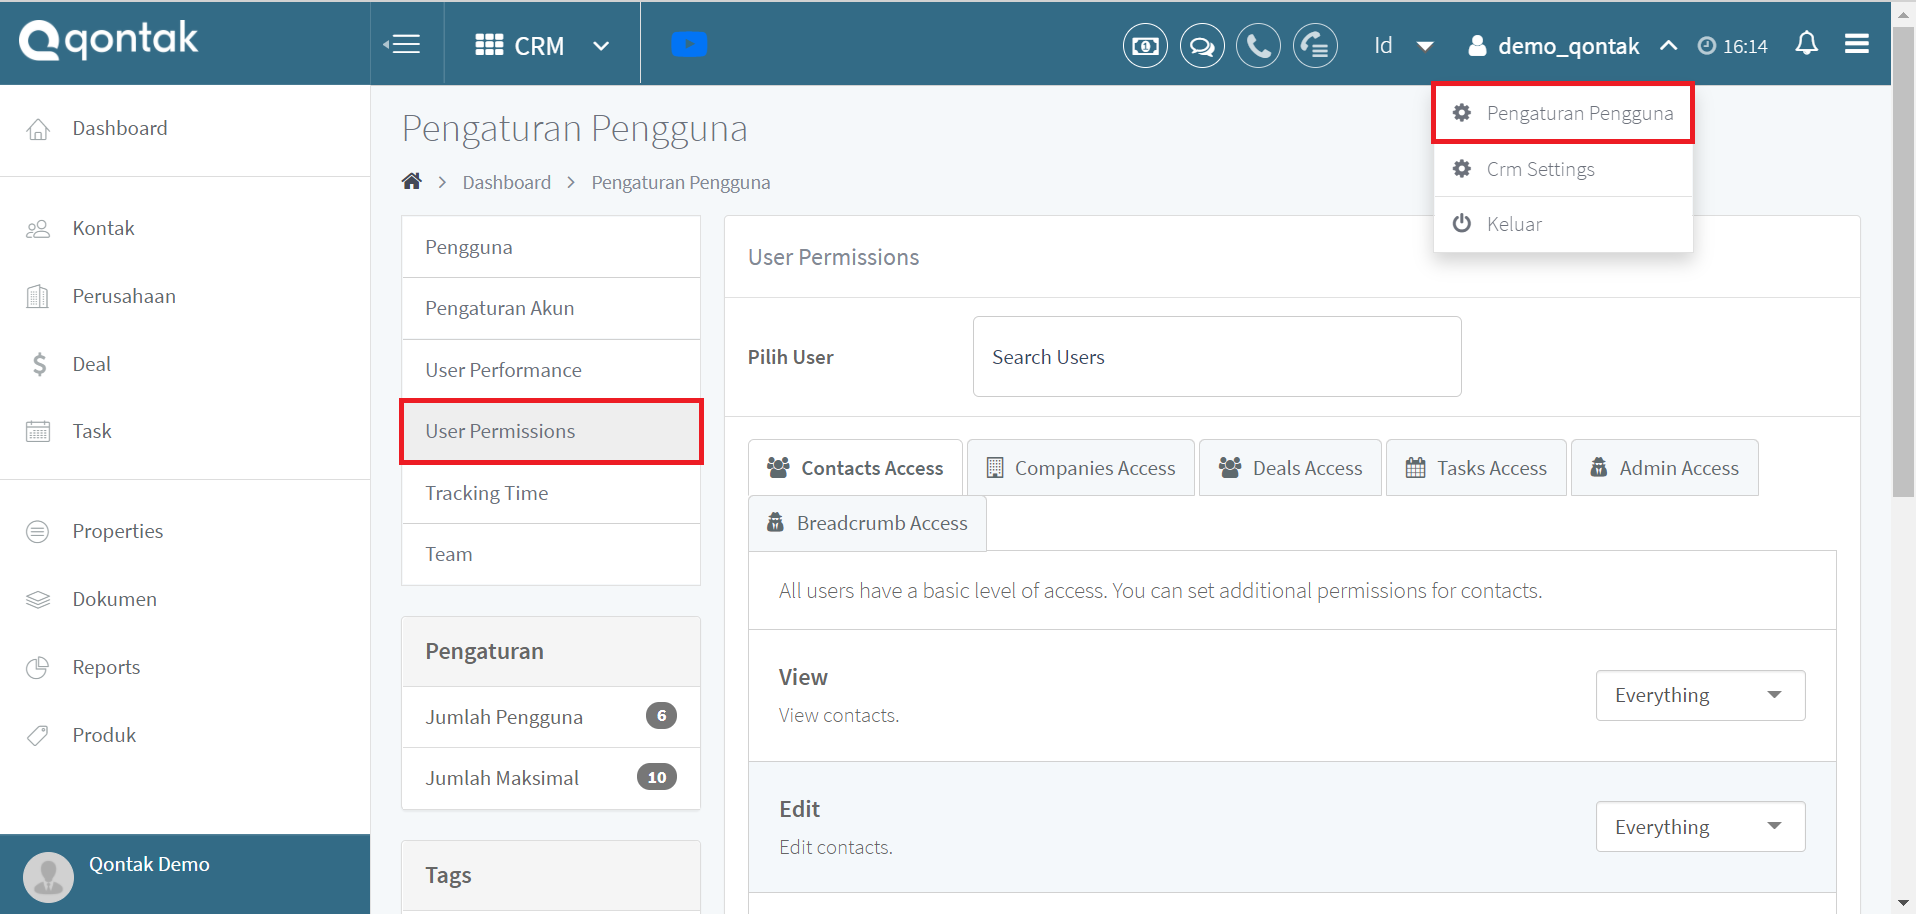 qontak
CRM
Id
demo_qontak
16:14
Pengaturan Pengguna
Crm Settings
Keluar
Dashboard
Kontak
Perusahaan
Deal
Task
Properties
Dokumen
Reports
Produk
Qontak Demo
Pengaturan Pengguna
Dashboard
Pengaturan Pengguna
Pengguna
Pengaturan Akun
User Performance
User Permissions
Tracking Time
Team
Pengaturan
Jumlah Pengguna 6
Jumlah Maksimal 10
Tags
User Permissions
Pilih User
Search Users
Contacts Access
Companies Access
Deals Access
Tasks Access
Admin Access
Breadcrumb Access
All users have a basic level of access. You can set additional permissions for contacts.
View
View contacts.
Everything
Edit
Edit contacts.
Everything